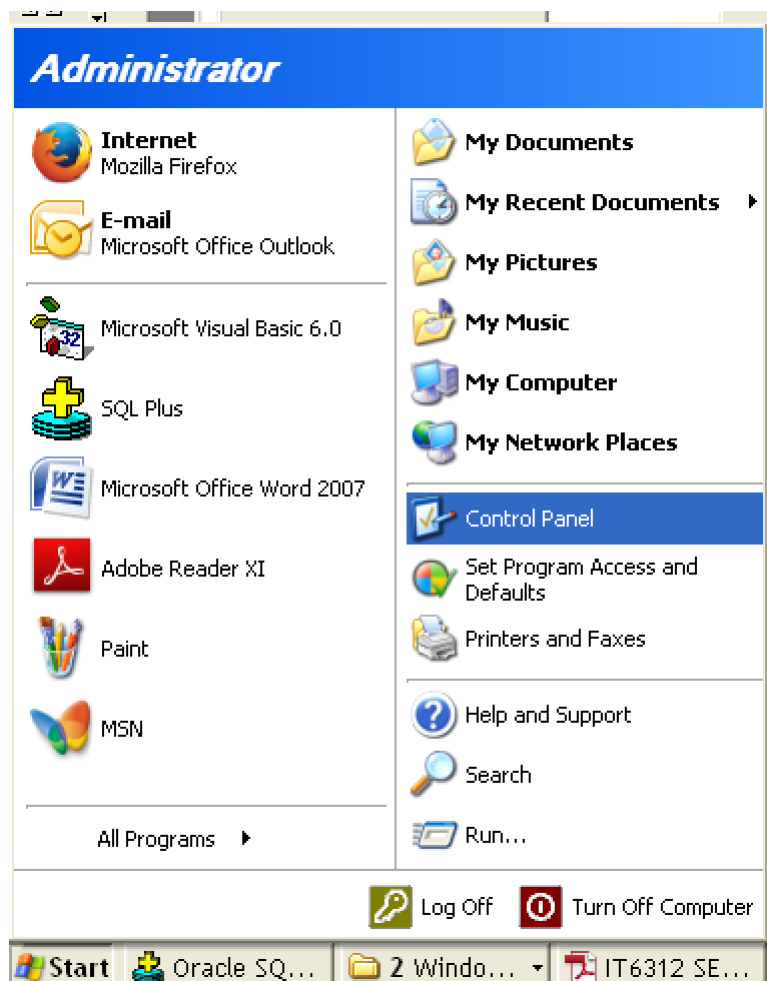 Administrator
Internet
Mozilla Firefox
E-mail
Microsoft Office Outlook
Microsoft Visual Basic 6.0
SQL Plus
Microsoft Office Word 2007
Adobe Reader XI
Paint
MSN
All Programs
My Documents
My Recent Documents
My Pictures
My Music
My Computer
My Network Places
Control Panel
Set Program Access and
Defaults
Printers and Faxes
Help and Support
Search
Run...
Log Off
Turn Off Computer
Start
Oracle SQ...
2 Windo...
IT6312 SE...